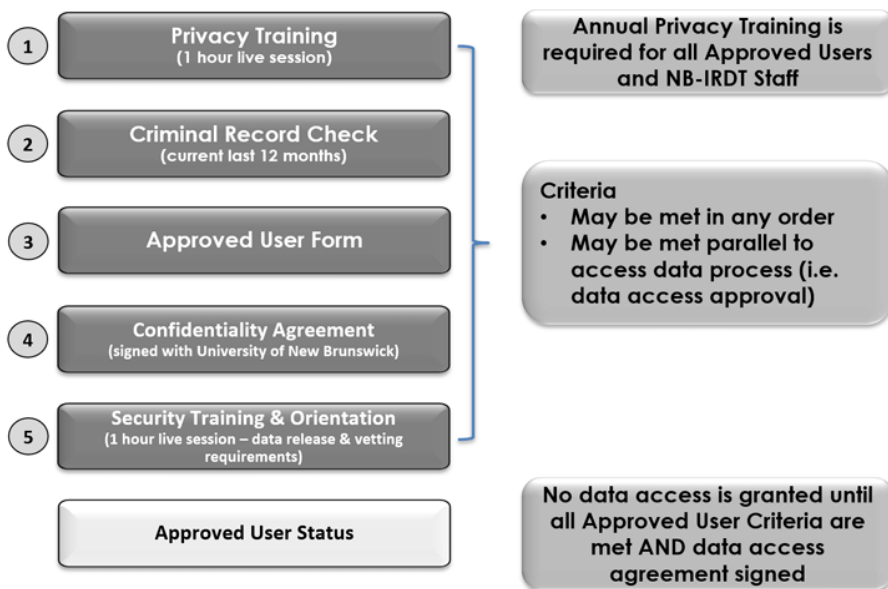 1
Privacy Training
(1 hour live session)
2
Criminal Record Check
(current last 12 months)
3
Approved User Form
4
Confidentiality Agreement
(signed with University of New Brunswick)
5
Security Training & Orientation
(1 hour live session – data release & vetting
requirements)
Approved User Status
Annual Privacy Training is
required for all Approved Users
and NB-IRDT Staff
Criteria
• May be met in any order
• May be met parallel to
access data process (i.e.
data access approval)
No data access is granted until
all Approved User Criteria are
met AND data access
agreement signed